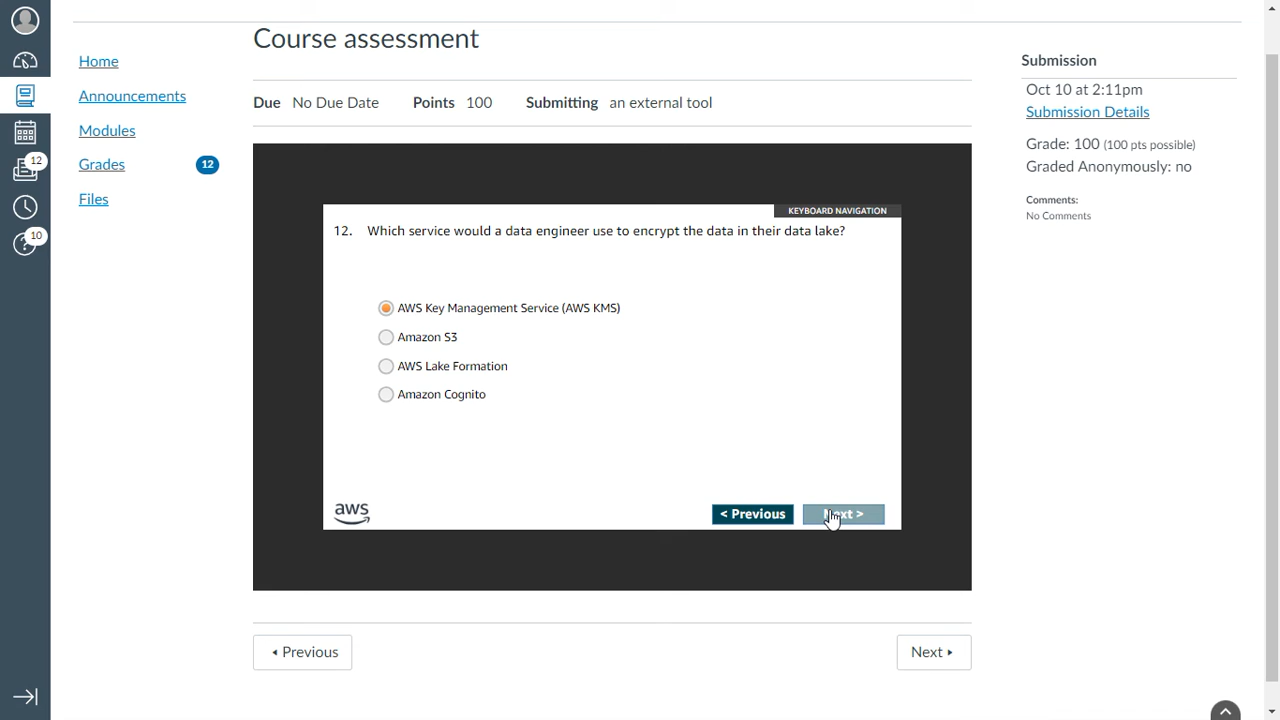 Course assessment
Home
Announcements
Modules
Grades 12
Files
Due No Due Date Points 100 Submitting an external tool
Submission
Oct 10 at 2:11pm
Submission Details
Grade: 100 (100 pts possible)
Graded Anonymously: no
Comments:
No Comments
12
10
KEYBOARD NAVIGATION
12. Which service would a data engineer use to encrypt the data in their data lake?
AWS Key Management Service (AWS KMS)
Amazon S3
AWS Lake Formation
Amazon Cognito
aws
< Previous Next >
Previous
Next